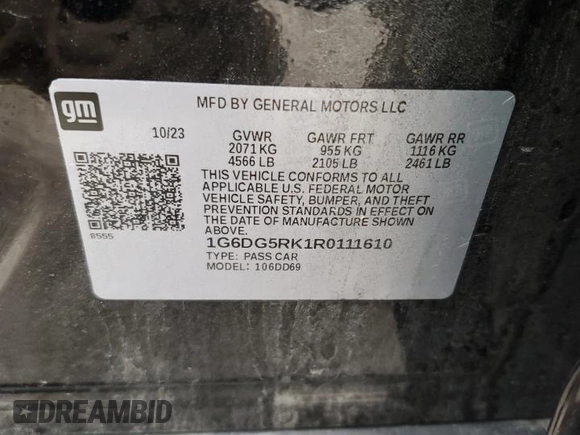 gm
MFD BY GENERAL MOTORS LLC
10/23 GVWR GAWR FRT GAWR RR
2071 KG 955 KG 1116 KG
4566 LB 2105 LB 2461 LB
THIS VEHICLE CONFORMS TO ALL
APPLICABLE U.S. FEDERAL MOTOR
VEHICLE SAFETY, BUMPER, AND THEFT
PREVENTION STANDARDS IN EFFECT ON
THE DATE OF MANUFACTURE SHOWN
ABOVE.
8555
1G6DG5RK1R0111610
TYPE: PASS CAR
MODEL: 106DD69
DREAMBID